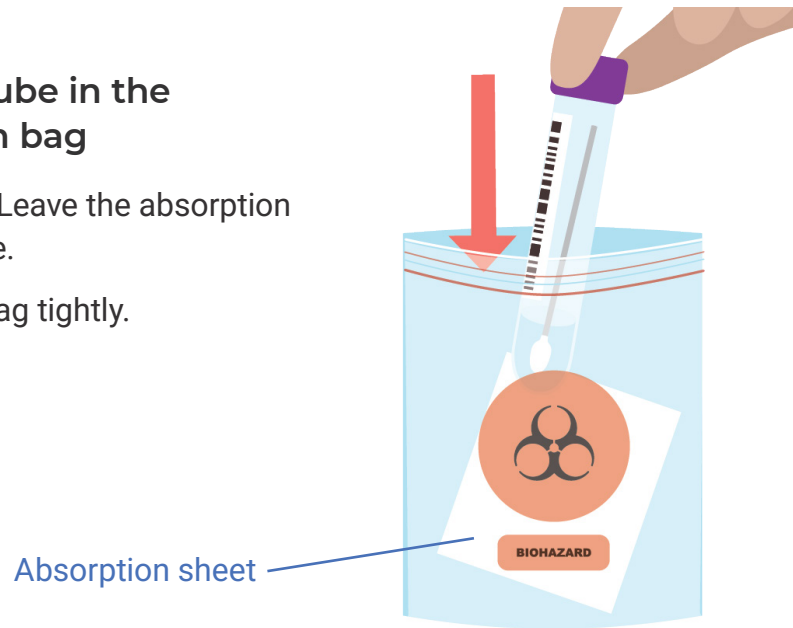 ube in the
n bag
Leave the absorption
e.
ag tightly.
BIOHAZARD
Absorption sheet